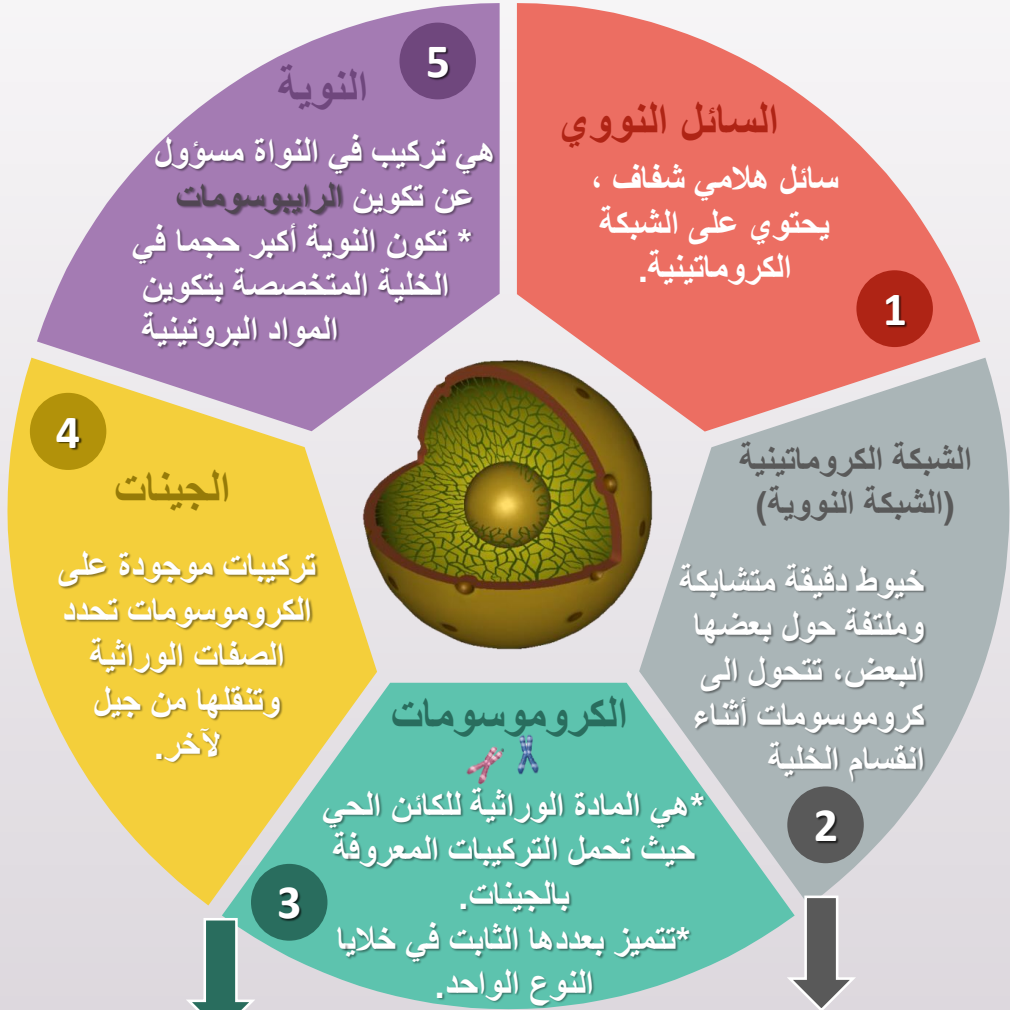 السائل النووي
سائل هلامي شفاف ،
يحتوي على الشبكة
الكروماتينية.
1
الشبكة الكروماتينية
(الشبكة النووية)
خيوط دقيقة متشابكة
وملتفة حول بعضها
البعض، تتحول الى
كروموسومات أثناء
انقسام الخلية
2
الكروموسومات
*هي المادة الوراثية للكائن الحي
حيث تحمل التركيبات المعروفة
بالجينات.
*تتميز بعددها الثابت في خلايا
النوع الواحد.
3
4
الجينات
تركيبات موجودة على
الكروموسومات تحدد
الصفات الوراثية
وتنقلها من جيل
لآخر.
5
النوية
هي تركيب في النواة مسؤول
عن تكوين الرايبوسومات
* تكون النوية أكبر حجما في
الخلية المتخصصة بتكوين
المواد البروتينية